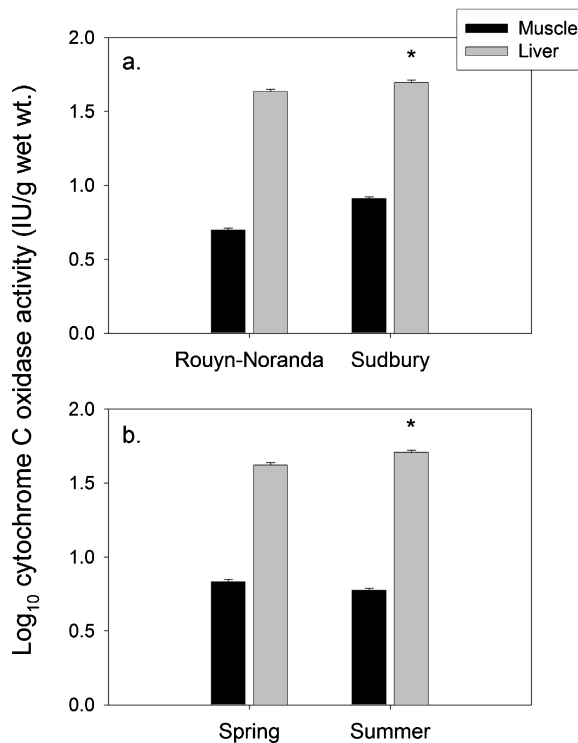 Muscle
Liver
Log10 cytochrome C oxidase activity (IU/g wet wt.)
a.
*
2.0
1.5
1.0
0.5
0.0
Rouyn-Noranda
Sudbury
b.
*
2.0
1.5
1.0
0.5
0.0
Spring
Summer